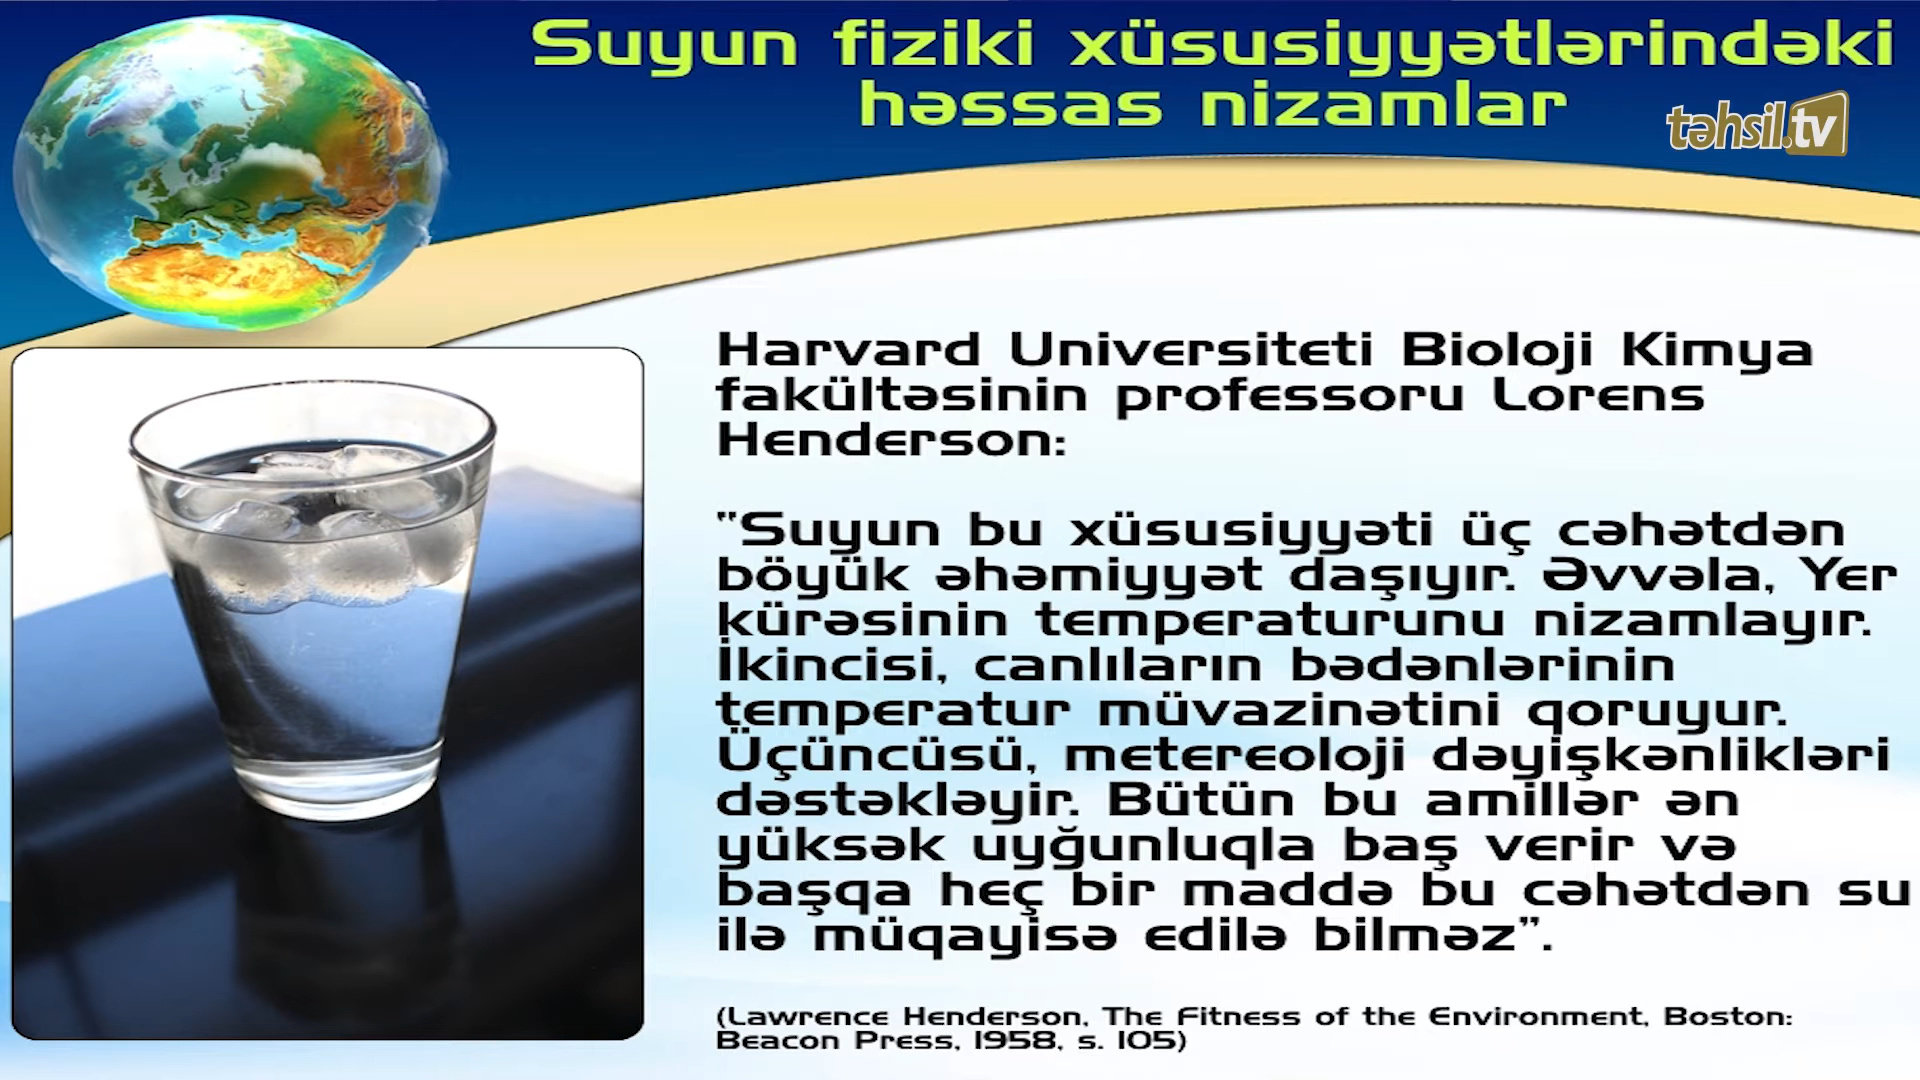 Suyun fiziki xüsusiyyətlərindəki
həssas nizamlar
təhsil.tv
Harvard Universiteti Bioloji Kimya
fakültəsinin professoru Lorens
Henderson:
"Suyun bu xüsusiyyəti üç cəhətdən
böyük əhəmiyyət daşıyır. Əvvəla, Yer
kürəsinin temperaturunu nizamlayır.
İkincisi, canlıların bədənlərinin
temperatur müvazinətini qoruyur.
Üçüncüsü, metereoloji dəyişkənlikləri
dəstəkləyir. Bütün bu amillər ən
yüksək uyğunluqla baş verir və
başqa heç bir maddə bu cəhətdən su
ilə müqayisə edilə bilməz”.
(Lawrence Henderson, The Fitness of the Environment, Boston:
Beacon Press, 1958, s. 105)